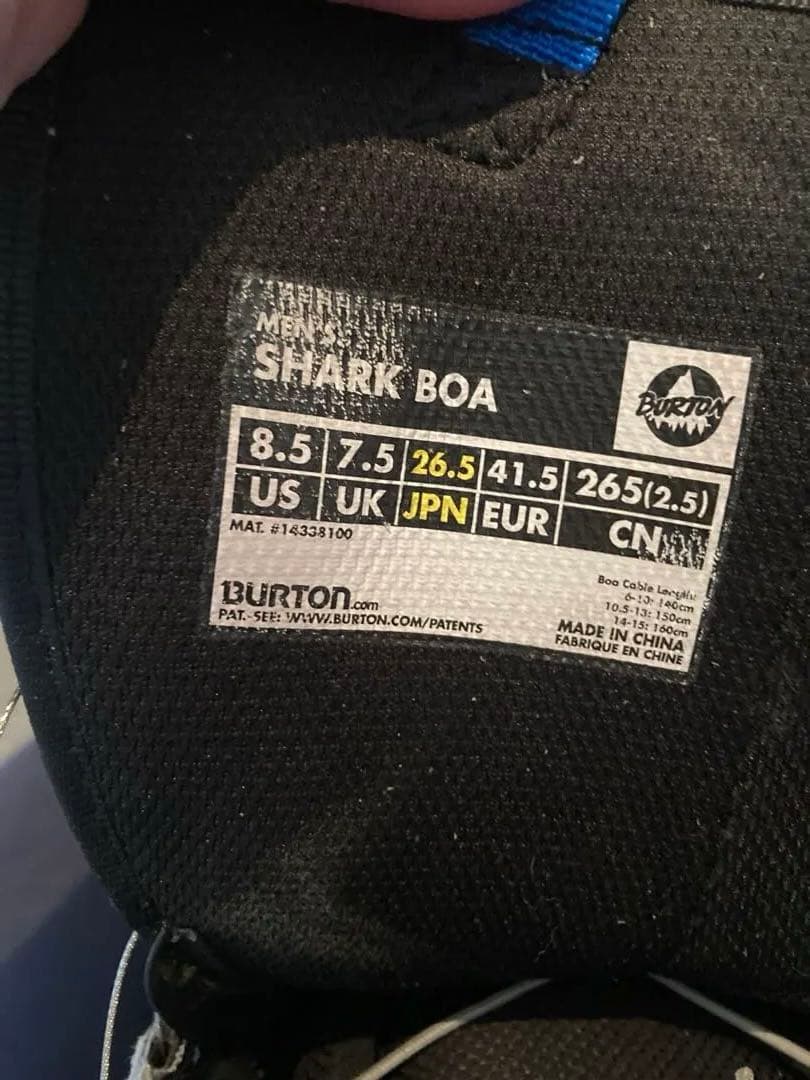 MEN'S
SHARK BOA
BURTON
8.5 7.5 26.5 41.5 265(2.5)
US UK JPN EUR CN
MAT. #14338100
Boa Cable Length:
6-10: 140cm
10.5-13: 150cm
14-15: 160cm
BURTON.com
PAT.-SEE: WWW.BURTON.COM/PATENTS
MADE IN CHINA
FABRIQUE EN CHINE